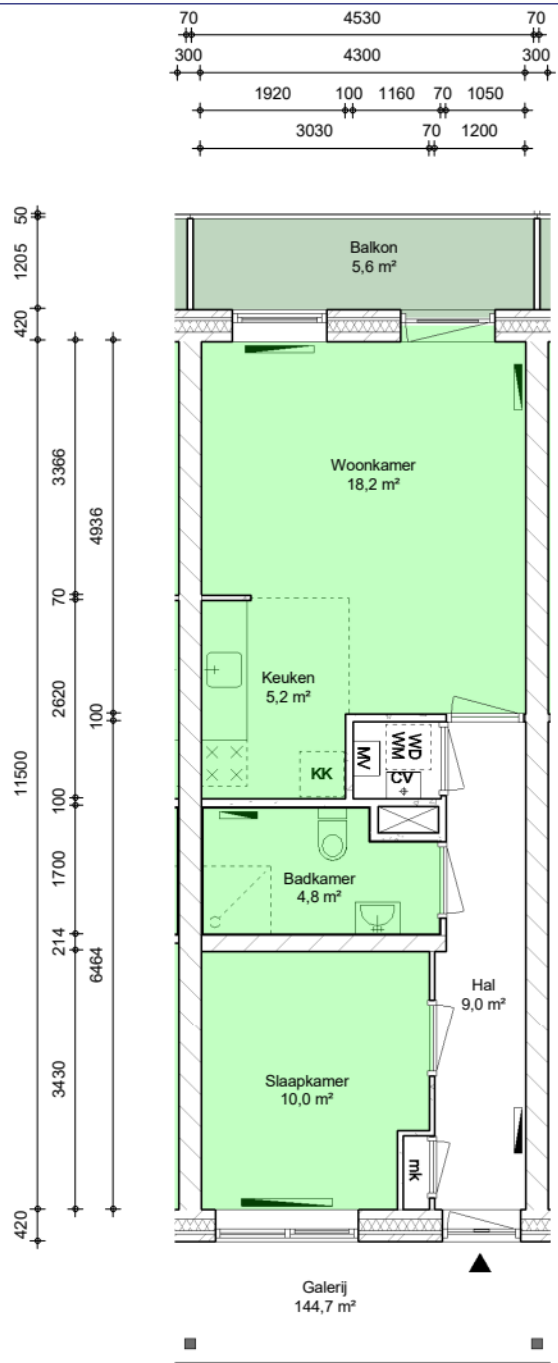 70 4530 70
300 4300 300
1920 100 1160 70 1050
3030 70 1200
50
1205
420
Balkon
5,6 m²
Woonkamer
18,2 m²
3366
4936
70
Keuken
5,2 m²
2620
100
11500
MV
WD
WM
CV
KK
100
1700
Badkamer
4,8 m²
214
6464
Hal
9,0 m²
3430
Slaapkamer
10,0 m²
mk
420
Galerij
144,7 m²